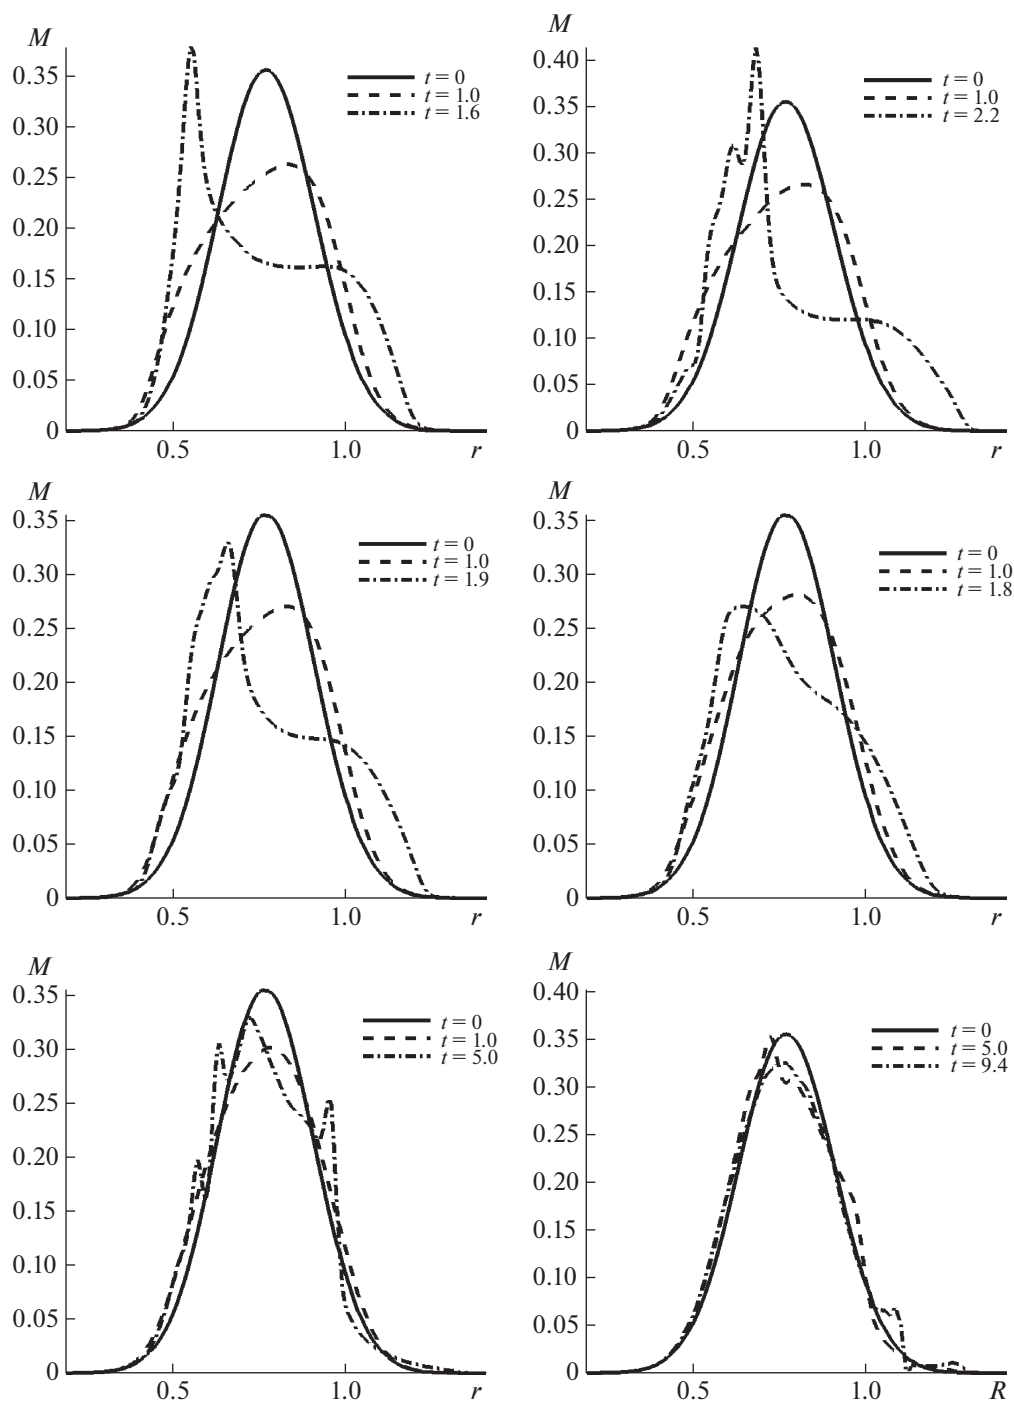 M
0.35
0.30
0.25
0.20
0.15
0.10
0.05
0
0.5
1.0
r
t = 0
t = 1.0
t = 1.6
M
0.40
0.35
0.30
0.25
0.20
0.15
0.10
0.05
0
0.5
1.0
r
t = 0
t = 1.0
t = 2.2
M
0.35
0.30
0.25
0.20
0.15
0.10
0.05
0
0.5
1.0
r
t = 0
t = 1.0
t = 1.9
M
0.35
0.30
0.25
0.20
0.15
0.10
0.05
0
0.5
1.0
r
t = 0
t = 1.0
t = 1.8
M
0.35
0.30
0.25
0.20
0.15
0.10
0.05
0
0.5
1.0
r
t = 0
t = 1.0
t = 5.0
M
0.40
0.35
0.30
0.25
0.20
0.15
0.10
0.05
0
0.5
1.0
R
t = 0
t = 5.0
t = 9.4